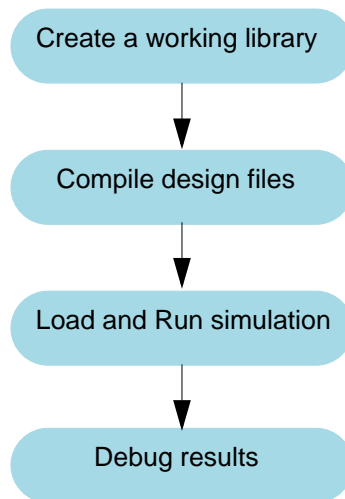 Create a working library
Compile design files
Load and Run simulation
Debug results